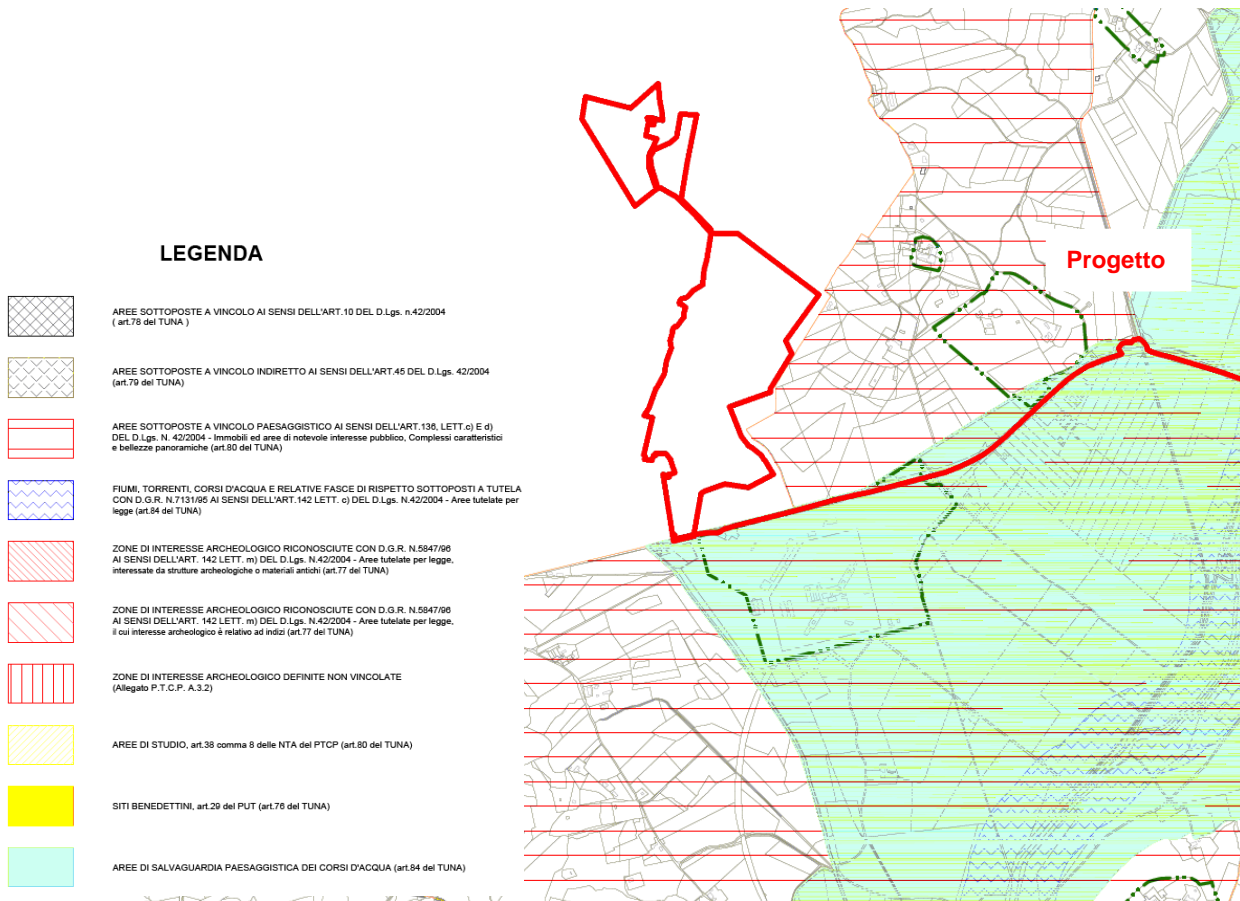 LEGENDA
AREE SOTTOPOSTE A VINCOLO AI SENSI DELL'ART.10 DEL D.Lgs. n.42/2004
( art.78 del TUNA )
AREE SOTTOPOSTE A VINCOLO INDIRETTO AI SENSI DELL'ART.45 DEL D.Lgs. 42/2004
(art.79 del TUNA)
AREE SOTTOPOSTE A VINCOLO PAESAGGISTICO AI SENSI DELL'ART.136, LETT.c) E d)
DEL D.Lgs. N. 42/2004 - Immobili ed aree di notevole interesse pubblico, Complessi caratteristici
e bellezze panoramiche (art.80 del TUNA)
FIUMI, TORRENTI, CORSI D'ACQUA E RELATIVE FASCE DI RISPETTO SOTTOPOSTI A TUTELA
CON D.G.R. N.7131/95 AI SENSI DELL'ART.142 LETT. c) DEL D.Lgs. N.42/2004 - Aree tutelate per
legge (art.84 del TUNA)
ZONE DI INTERESSE ARCHEOLOGICO RICONOSCIUTE CON D.G.R. N.5847/96
AI SENSI DELL'ART. 142 LETT. m) DEL D.Lgs. N.42/2004 - Aree tutelate per legge,
interessate da strutture archeologiche o materiali antichi (art.77 del TUNA)
ZONE DI INTERESSE ARCHEOLOGICO RICONOSCIUTE CON D.G.R. N.5847/96
AI SENSI DELL'ART. 142 LETT. m) DEL D.Lgs. N.42/2004 - Aree tutelate per legge,
il cui interesse archeologico è relativo ad indizi (art.77 del TUNA)
ZONE DI INTERESSE ARCHEOLOGICO DEFINITE NON VINCOLATE
(Allegato P.T.C.P. A.3.2)
AREE DI STUDIO, art.38 comma 8 delle NTA del PTCP (art.80 del TUNA)
SITI BENEDETTINI, art.29 del PUT (art.76 del TUNA)
AREE DI SALVAGUARDIA PAESAGGISTICA DEI CORSI D'ACQUA (art.84 del TUNA)
Progetto